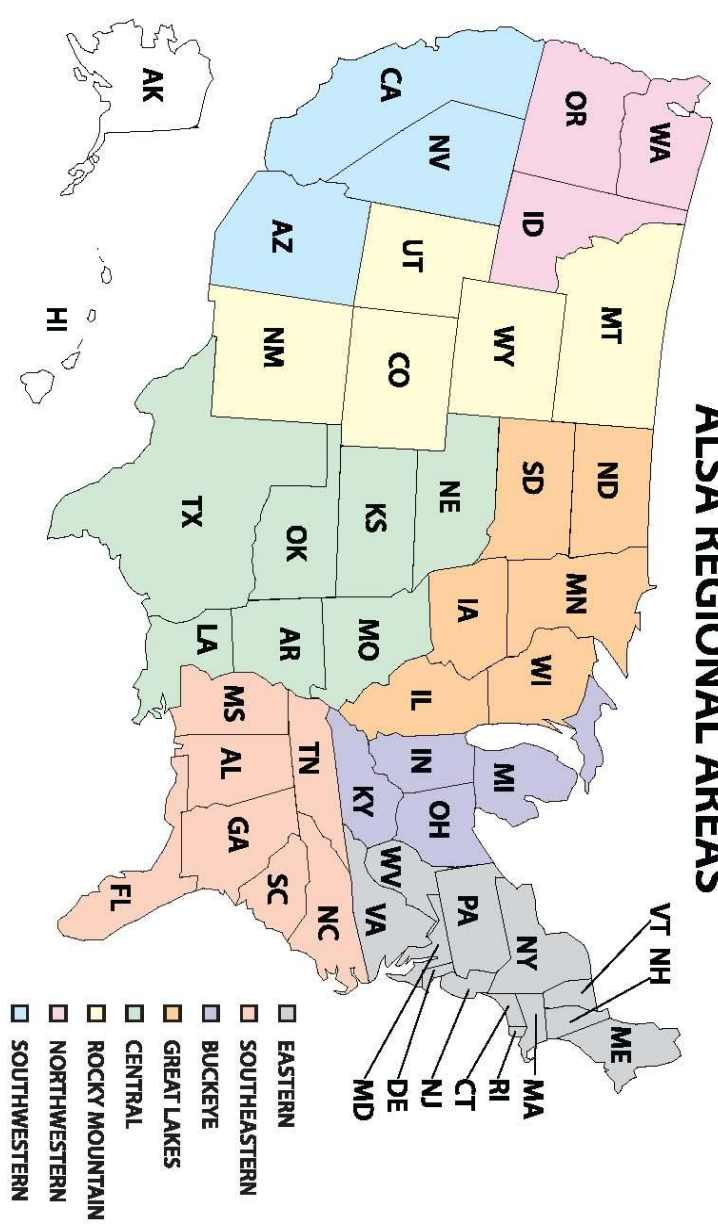 ALSA REGIONAL AREAS
WA
OR
CA
NV
ID
MT
UT
AZ
WY
CO
NM
ND
SD
NE
KS
OK
TX
MN
IA
MO
AR
LA
WI
IL
MI
IN
OH
KY
TN
MS
AL
GA
FL
SC
NC
VA
WV
PA
NY
VT
NH
ME
MA
RI
CT
NJ
DE
MD
AK
HI
EASTERN
SOUTHEASTERN
BUCKEYE
GREAT LAKES
CENTRAL
ROCKY MOUNTAIN
NORTHWESTERN
SOUTHWESTERN